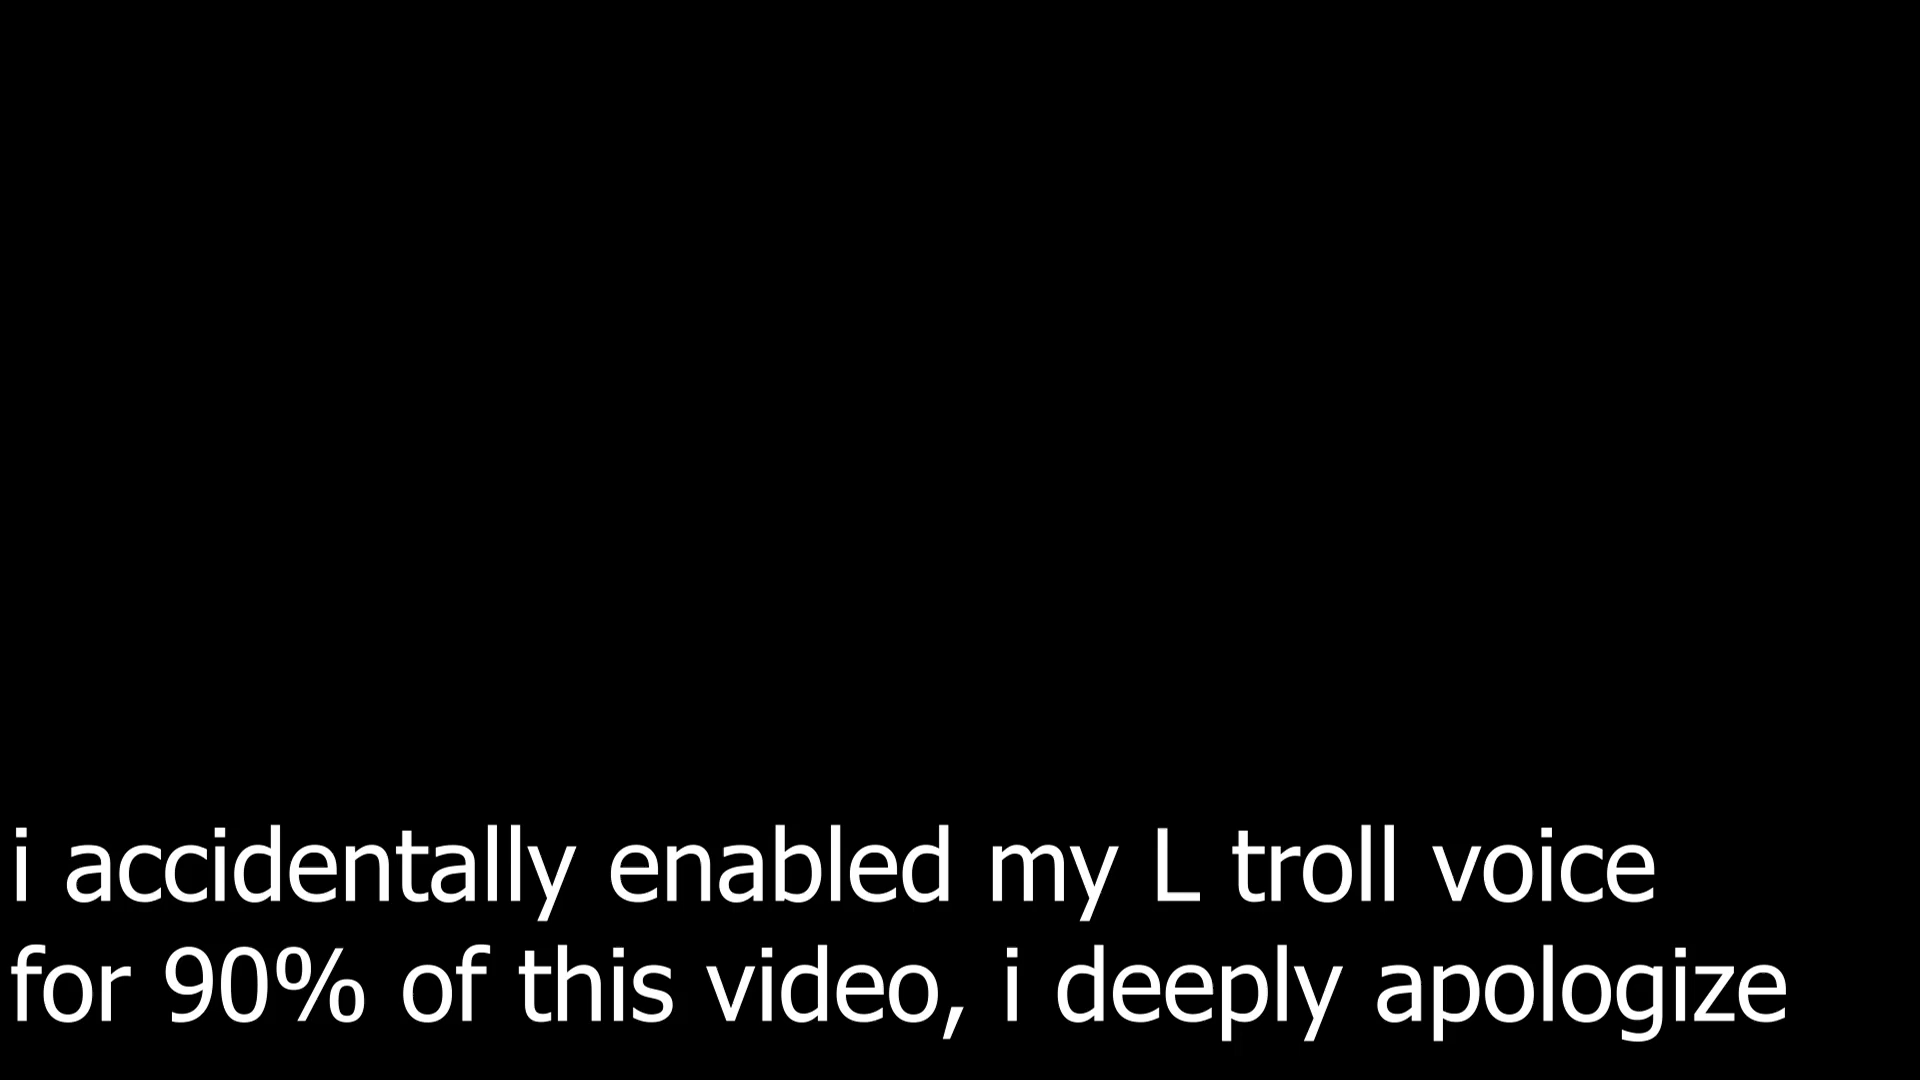 i accidentally enabled my L troll voice
for 90% of this video, i deeply apologize